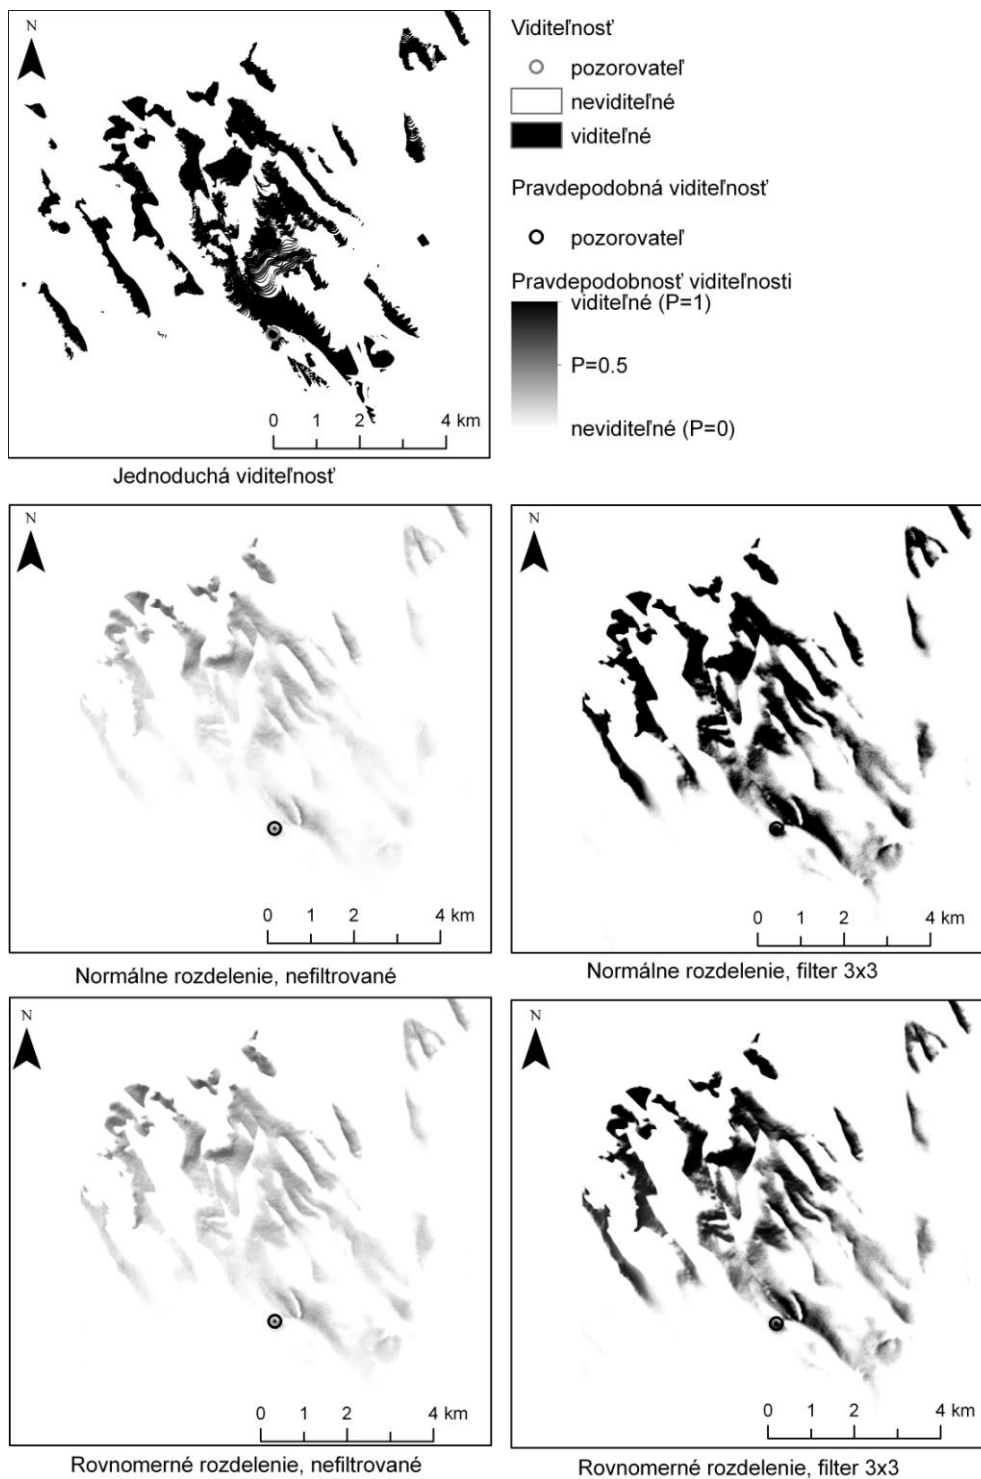 N
0 1 2 4 km
Jednoduchá viditeľnosť
Viditeľnosť
pozorovateľ
neviditeľné
viditeľné
Pravdepodobná viditeľnosť
pozorovateľ
Pravdepodobnosť viditeľnosti
viditeľné (P=1)
P=0.5
neviditeľné (P=0)
N
0 1 2 4 km
Normálne rozdelenie, nefiltrované
N
0 1 2 4 km
Normálne rozdelenie, filter 3x3
N
0 1 2 4 km
Rovnomerné rozdelenie, nefiltrované
N
0 1 2 4 km
Rovnomerné rozdelenie, filter 3x3